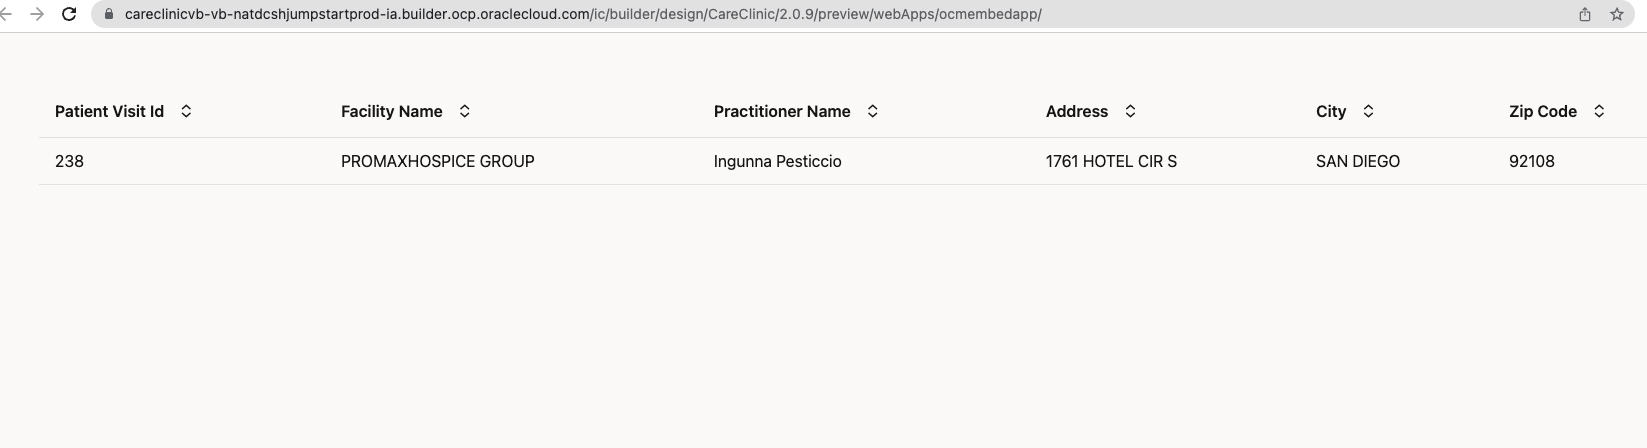 careclinicvb-vb-natdcshjumpstartprod-ia.builder.ocp.oraclecloud.com/ic/builder/design/CareClinic/2.0.9/preview/webApps/ocmembedapp/
Patient Visit Id Facility Name Practitioner Name Address City Zip Code
238 PROMAXHOSPICE GROUP Ingunna Pesticcio 1761 HOTEL CIR S SAN DIEGO 92108